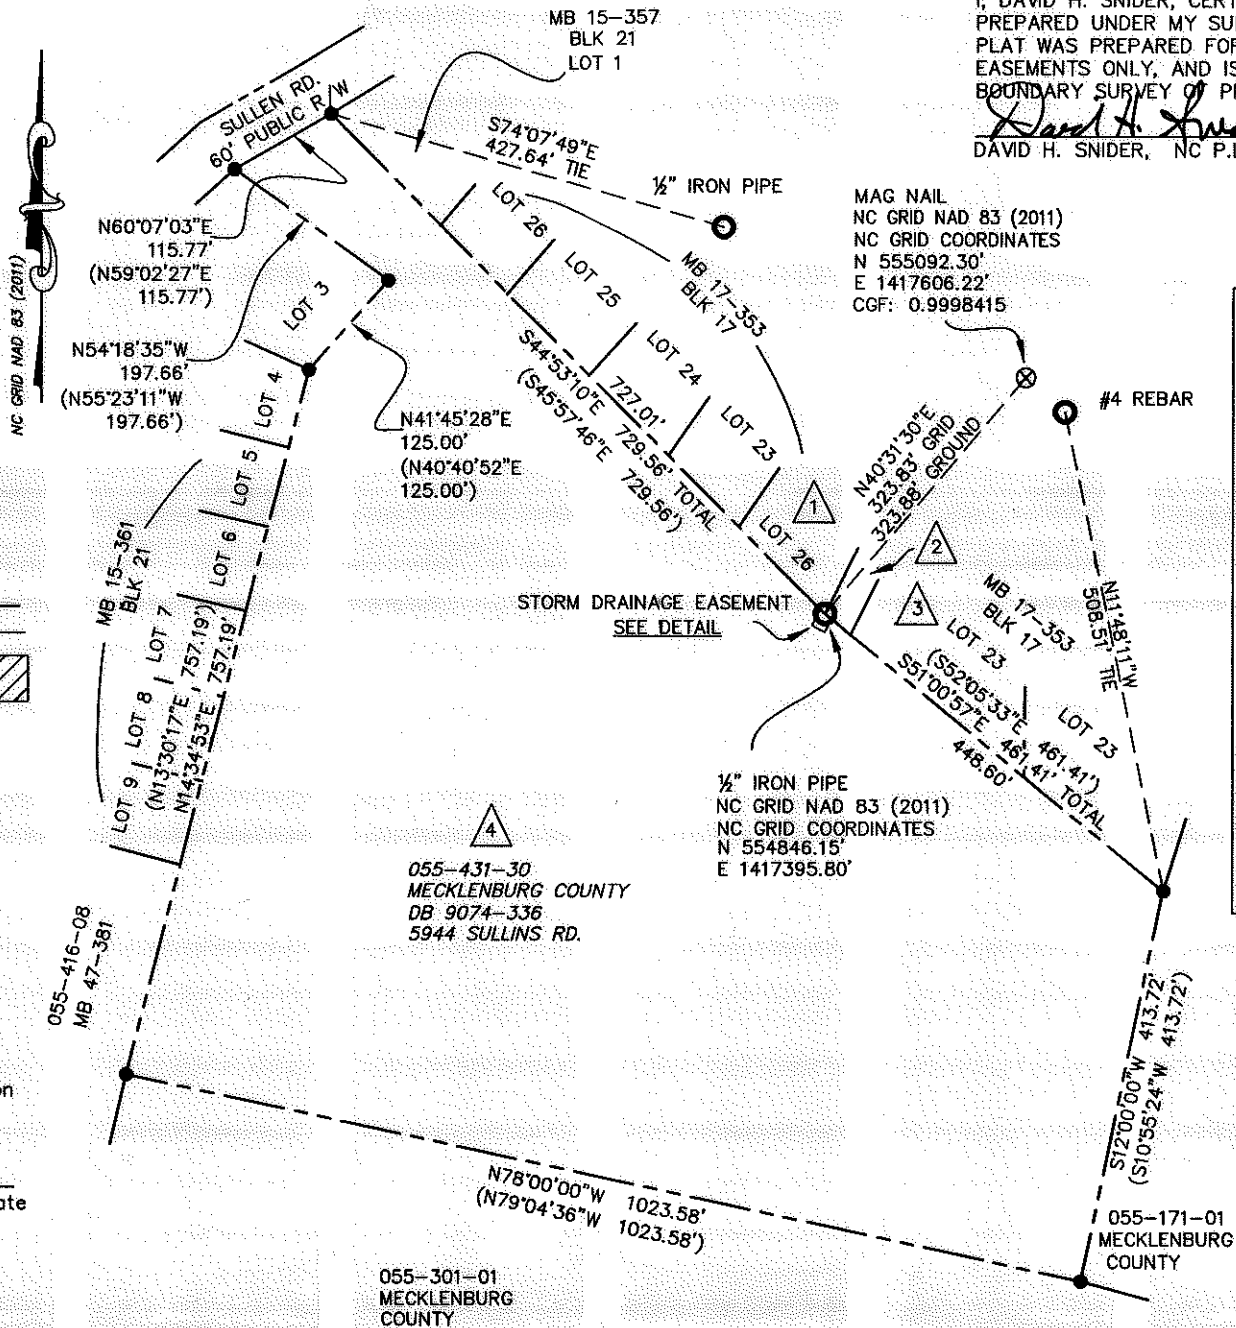 MB 15-357
BLK 21
LOT 1
I, DAVID H. SNIDER,
PREPARED UNDER MY
PLAT WAS PREPARED FOR
EASEMENTS ONLY, AND IS
BOUNDARY SURVEY OF
DAVID H. SNIDER, NC
SULLEN RD.
60' PUBLIC R/W
S74°07'49"E
427.64' TIE
½" IRON PIPE
MAG NAIL
NC GRID NAD 83 (2011)
NC GRID COORDINATES
N 555092.30'
E 1417606.22'
CGF: 0.9998415
NC GRID NAD 83 (2011)
N60°07'03"E
115.77'
(N59°02'27"E
115.77')
N54°18'35"W
197.66'
(N55°23'11"W
197.66')
LOT 3
LOT 4
LOT 5
LOT 6
LOT 7
LOT 8
LOT 9
MB 15-361
BLK 21
N41°45'28"E
125.00'
(N40°40'52"E
125.00')
LOT 26
LOT 25
LOT 24
LOT 23
LOT 26
MB 17-353
BLK 17
727.01'
S44°53'10"E 729.56' TOTAL
(S45°57'46"E 729.56')
#4 REBAR
N40°31'30"E
323.83' GRID
323.88' GROUND
1
2
3
STORM DRAINAGE EASEMENT
SEE DETAIL
N11°48'11"W
508.51' TIE
MB 17-353
BLK 17
LOT 23
LOT 23
(S52°05'33"E 461.41')
S51°00'57"E 461.41' TOTAL
448.60'
(N13°30'17"E 757.19')
N14°34'53"E 757.19'
½" IRON PIPE
NC GRID NAD 83 (2011)
NC GRID COORDINATES
N 554846.15'
E 1417395.80'
4
055-431-30
MECKLENBURG COUNTY
DB 9074-336
5944 SULLINS RD.
055-416-08
MB 47-381
S12°00'00"W 413.72'
(S10°55'24"W 413.72')
N78°00'00"W 1023.58'
(N79°04'36"W 1023.58')
055-171-01
MECKLENBURG
COUNTY
055-301-01
MECKLENBURG
COUNTY